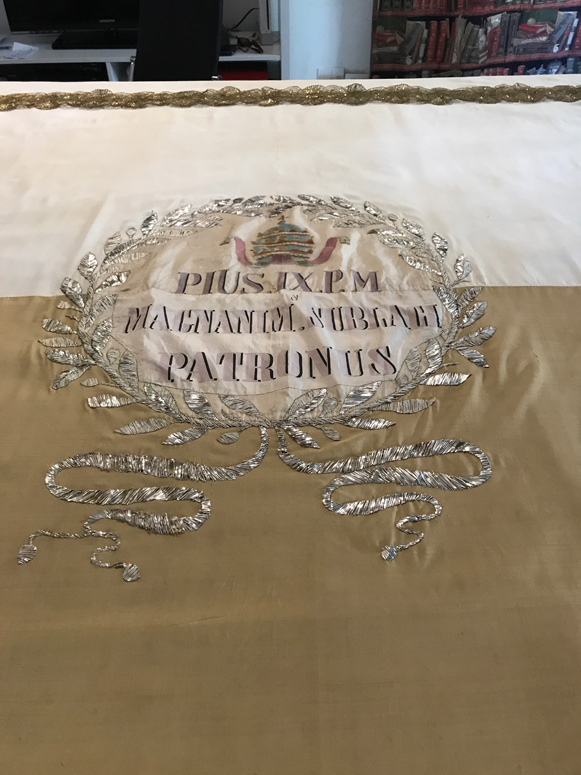 PIUS IX. P. M
MAGNANIM. SUBLACI
PATRONUS